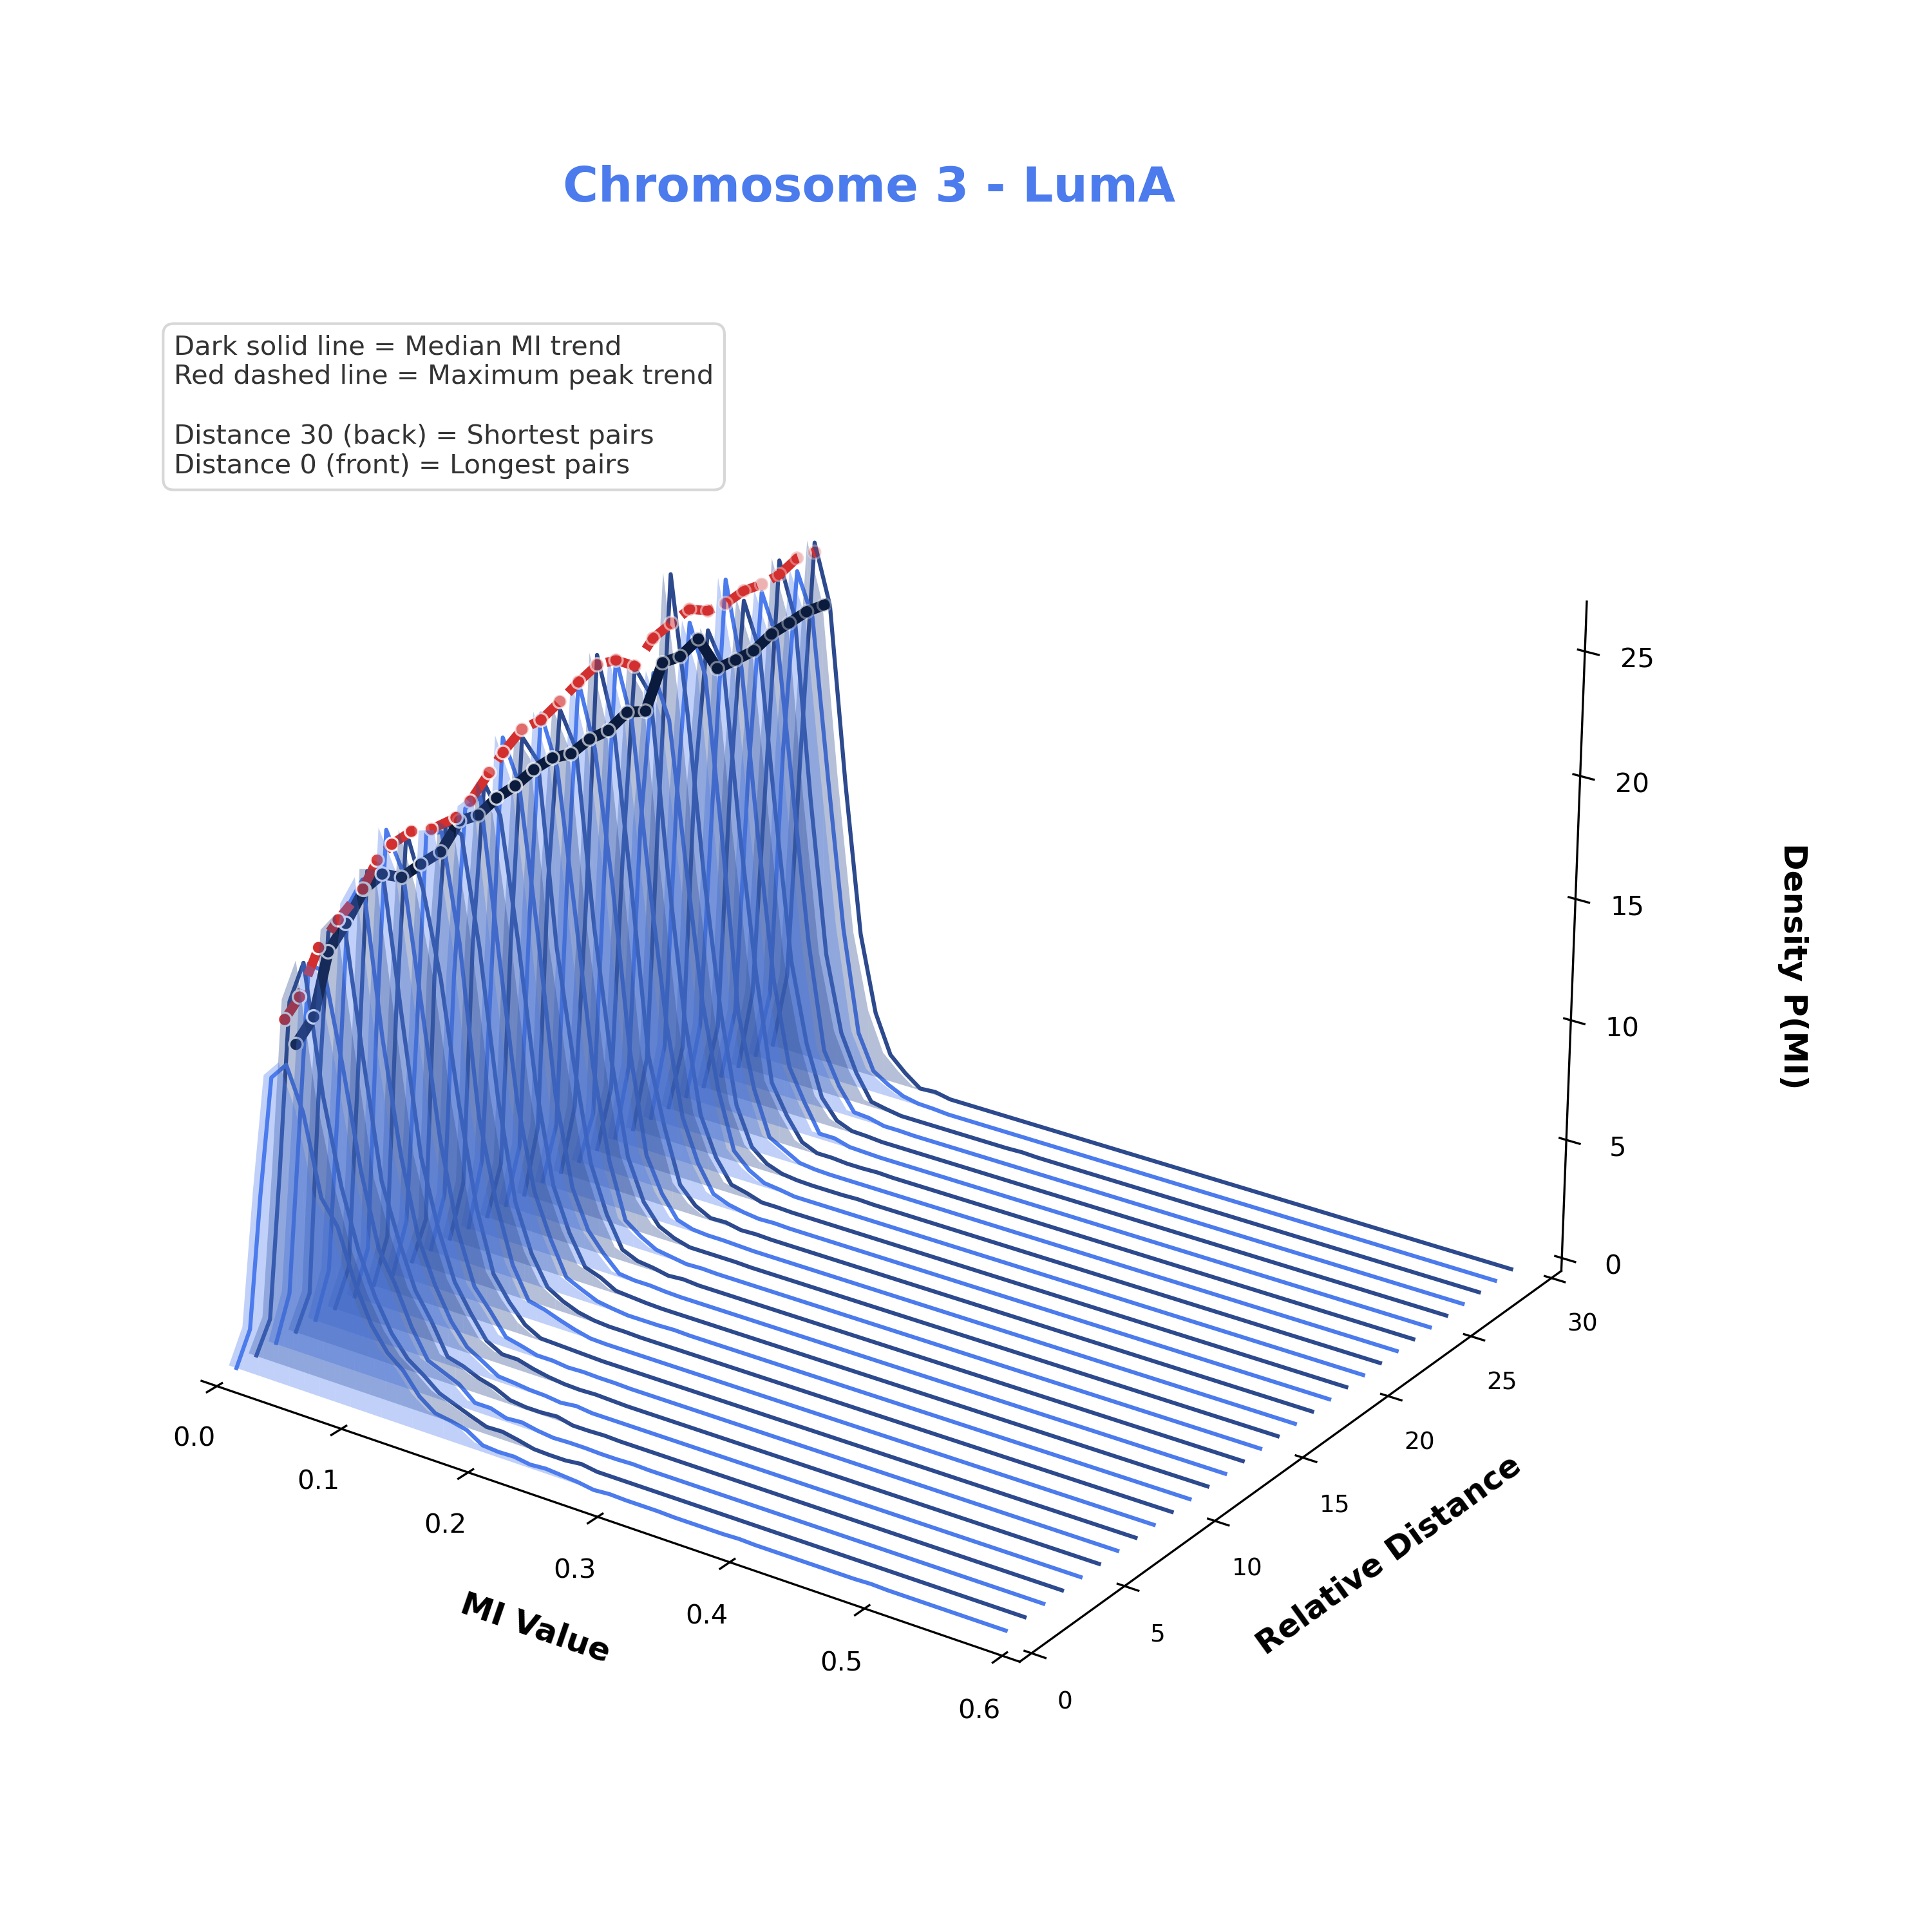 Chromosome 3 - LumA
Dark solid line = Median MI trend
Red dashed line = Maximum peak trend
Distance 30 (back) = Shortest pairs
Distance 0 (front) = Longest pairs
25
20
15
10
5
0
Density P(MI)
0.0
0.1
0.2
0.3
0.4
0.5
0.6
MI Value
0
5
10
15
20
25
30
Relative Distance